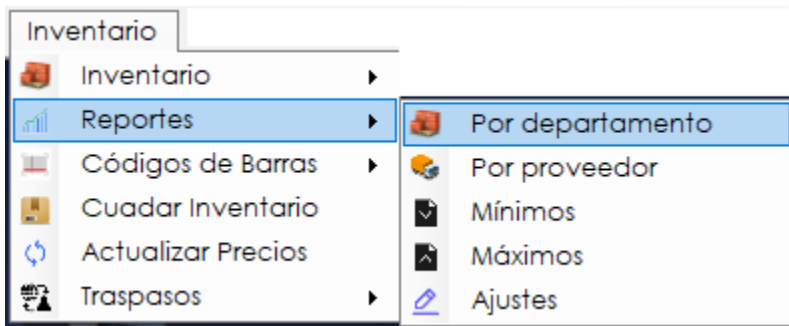 Inventario
Inventario
Reportes
Códigos de Barras
Cuadar Inventario
Actualizar Precios
Traspasos
Por departamento
Por proveedor
Mínimos
Máximos
Ajustes